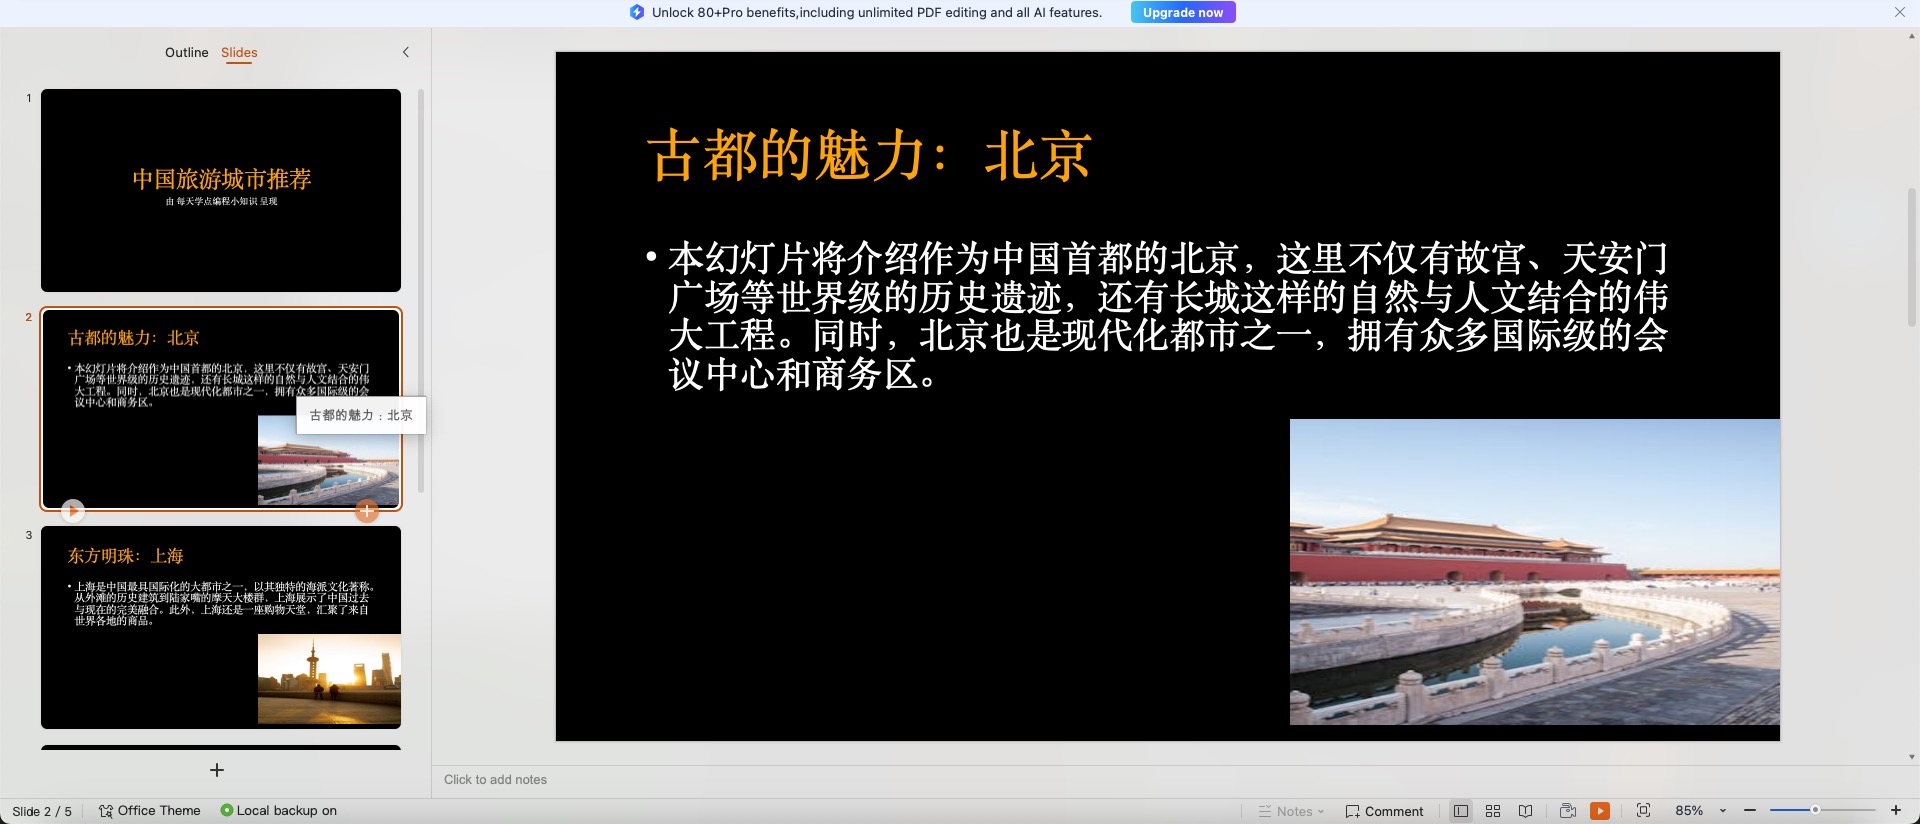 Unlock 80+Pro benefits,including unlimited PDF editing and all AI features.
Upgrade now
Outline
Slides
1
中国旅游城市推荐
由 每天学点编程小知识 呈现
2
古都的魅力：北京
• 本幻灯片将介绍作为中国首都的北京，这里不仅有故宫、天安门
广场等世界级的历史遗迹，还有长城这样的自然与人文结合的伟
大工程。同时，北京也是现代化都市之一，拥有众多国际级的会
议中心和商务区。
古都的魅力：北京
3
东方明珠：上海
• 上海是中国最具国际化的大都市之一，以其独特的海派文化著称。
从外滩的历史建筑到陆家嘴的摩天大楼群，上海展示了中国过去
与现在的完美融合。此外，上海还是一座购物天堂，汇聚了来自
世界各地的商品。
古都的魅力：北京
• 本幻灯片将介绍作为中国首都的北京，这里不仅有故宫、天安门
广场等世界级的历史遗迹，还有长城这样的自然与人文结合的伟
大工程。同时，北京也是现代化都市之一，拥有众多国际级的会
议中心和商务区。
Click to add notes
Slide 2 / 5
Office Theme
Local backup on
Notes
Comment
85%